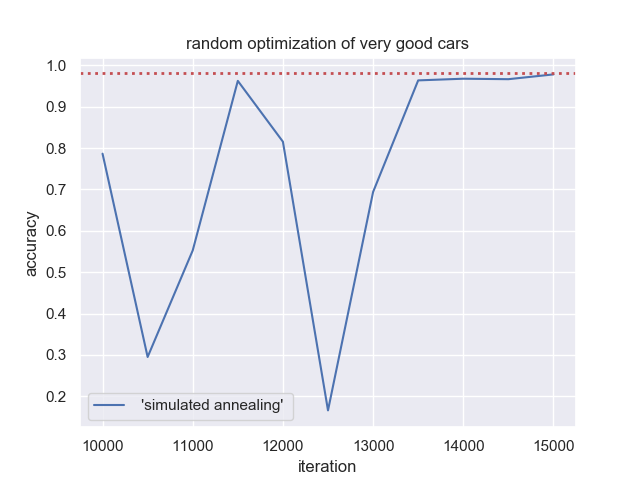 random optimization of very good cars
1.0
0.9
0.8
0.7
0.6
0.5
0.4
0.3
0.2
accuracy
'simulated annealing'
10000 11000 12000 13000 14000 15000
iteration